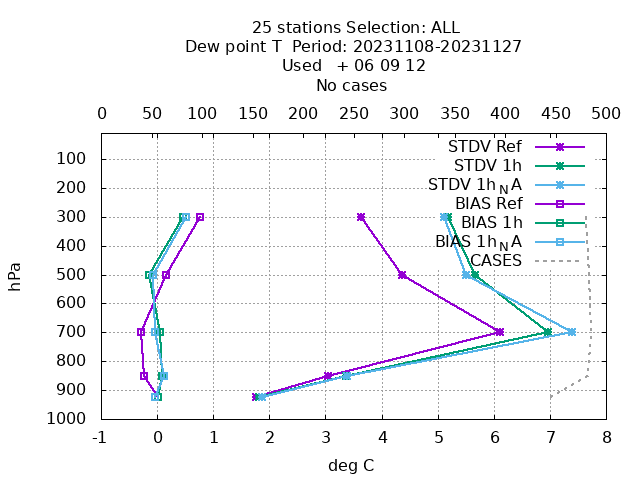 25 stations Selection: ALL
Dew point T  Period: 20231108-20231127
Used   + 06 09 12
No cases
0 50 100 150 200 250 300 350 400 450 500
STDV Ref
STDV 1h
STDV 1h_NA
BIAS Ref
BIAS 1h
BIAS 1h_NA
CASES
100
200
300
400
500
600
700
800
900
1000
hPa
-1 0 1 2 3 4 5 6 7 8
deg C